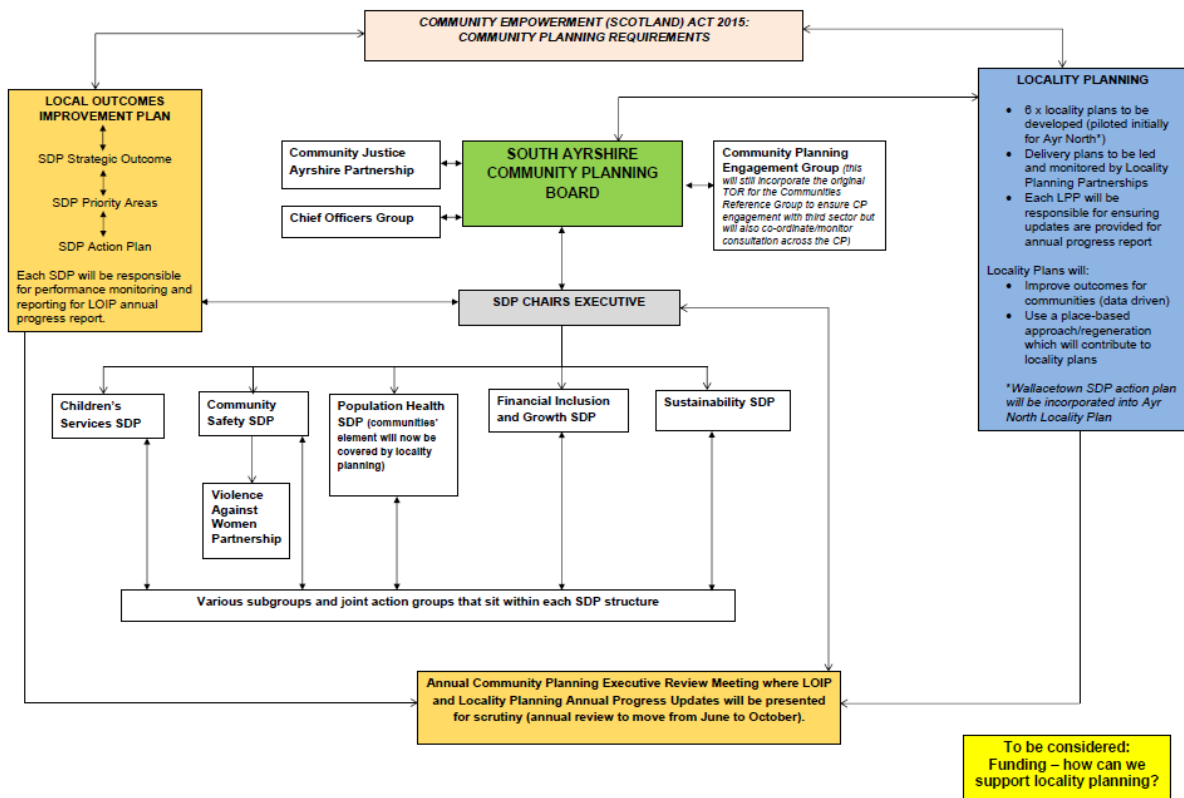 COMMUNITY EMPOWERMENT (SCOTLAND) ACT 2015:
COMMUNITY PLANNING REQUIREMENTS
LOCAL OUTCOMES
IMPROVEMENT PLAN
SDP Strategic Outcome
SDP Priority Areas
SDP Action Plan
Each SDP will be responsible
for performance monitoring and
reporting for LOIP annual
progress report.
Community Justice
Ayrshire Partnership
Chief Officers Group
SOUTH AYRSHIRE
COMMUNITY PLANNING
BOARD
Community Planning
Engagement Group (this
will still incorporate the original
TOR for the Communities
Reference Group to ensure CP
engagement with third sector but
will also co-ordinate/monitor
consultation across the CP)
LOCALITY PLANNING
• 6 x locality plans to be
developed (piloted initially
for Ayr North*)
• Delivery plans to be led
and monitored by Locality
Planning Partnerships
• Each LPP will be
responsible for ensuring
updates are provided for
annual progress report
Locality Plans will:
• Improve outcomes for
communities (data driven)
• Use a place-based
approach/regeneration
which will contribute to
locality plans
*Wallacetown SDP action plan
will be incorporated into Ayr
North Locality Plan
SDP CHAIRS EXECUTIVE
Children's
Services SDP
Community
Safety SDP
Population Health
SDP (communities'
element will now be
covered by locality
planning)
Financial Inclusion
and Growth SDP
Sustainability SDP
Violence
Against
Women
Partnership
Various subgroups and joint action groups that sit within each SDP structure
Annual Community Planning Executive Review Meeting where LOIP
and Locality Planning Annual Progress Updates will be presented
for scrutiny (annual review to move from June to October).
To be considered:
Funding – how can we
support locality planning?